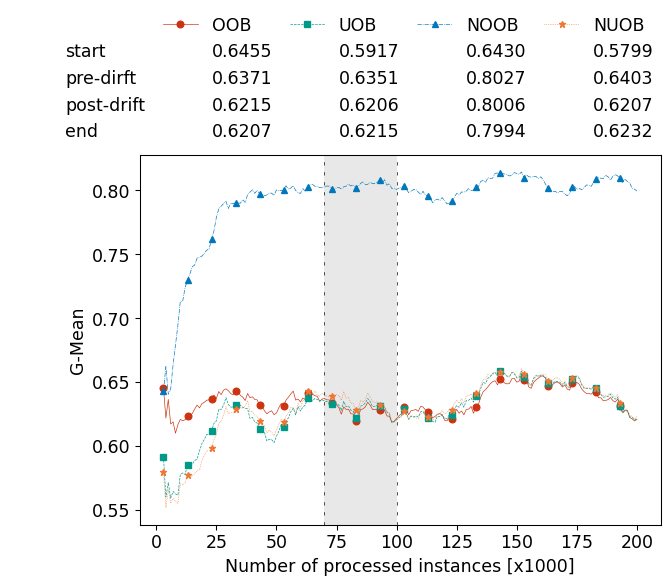 OOB UOB NOOB NUOB
start 0.6455 0.5917 0.6430 0.5799
pre-dirft 0.6371 0.6351 0.8027 0.6403
post-drift 0.6215 0.6206 0.8006 0.6207
end 0.6207 0.6215 0.7994 0.6232
0.80
0.75
0.70
G-Mean
0.65
0.60
0.55
0 25 50 75 100 125 150 175 200
Number of processed instances [x1000]